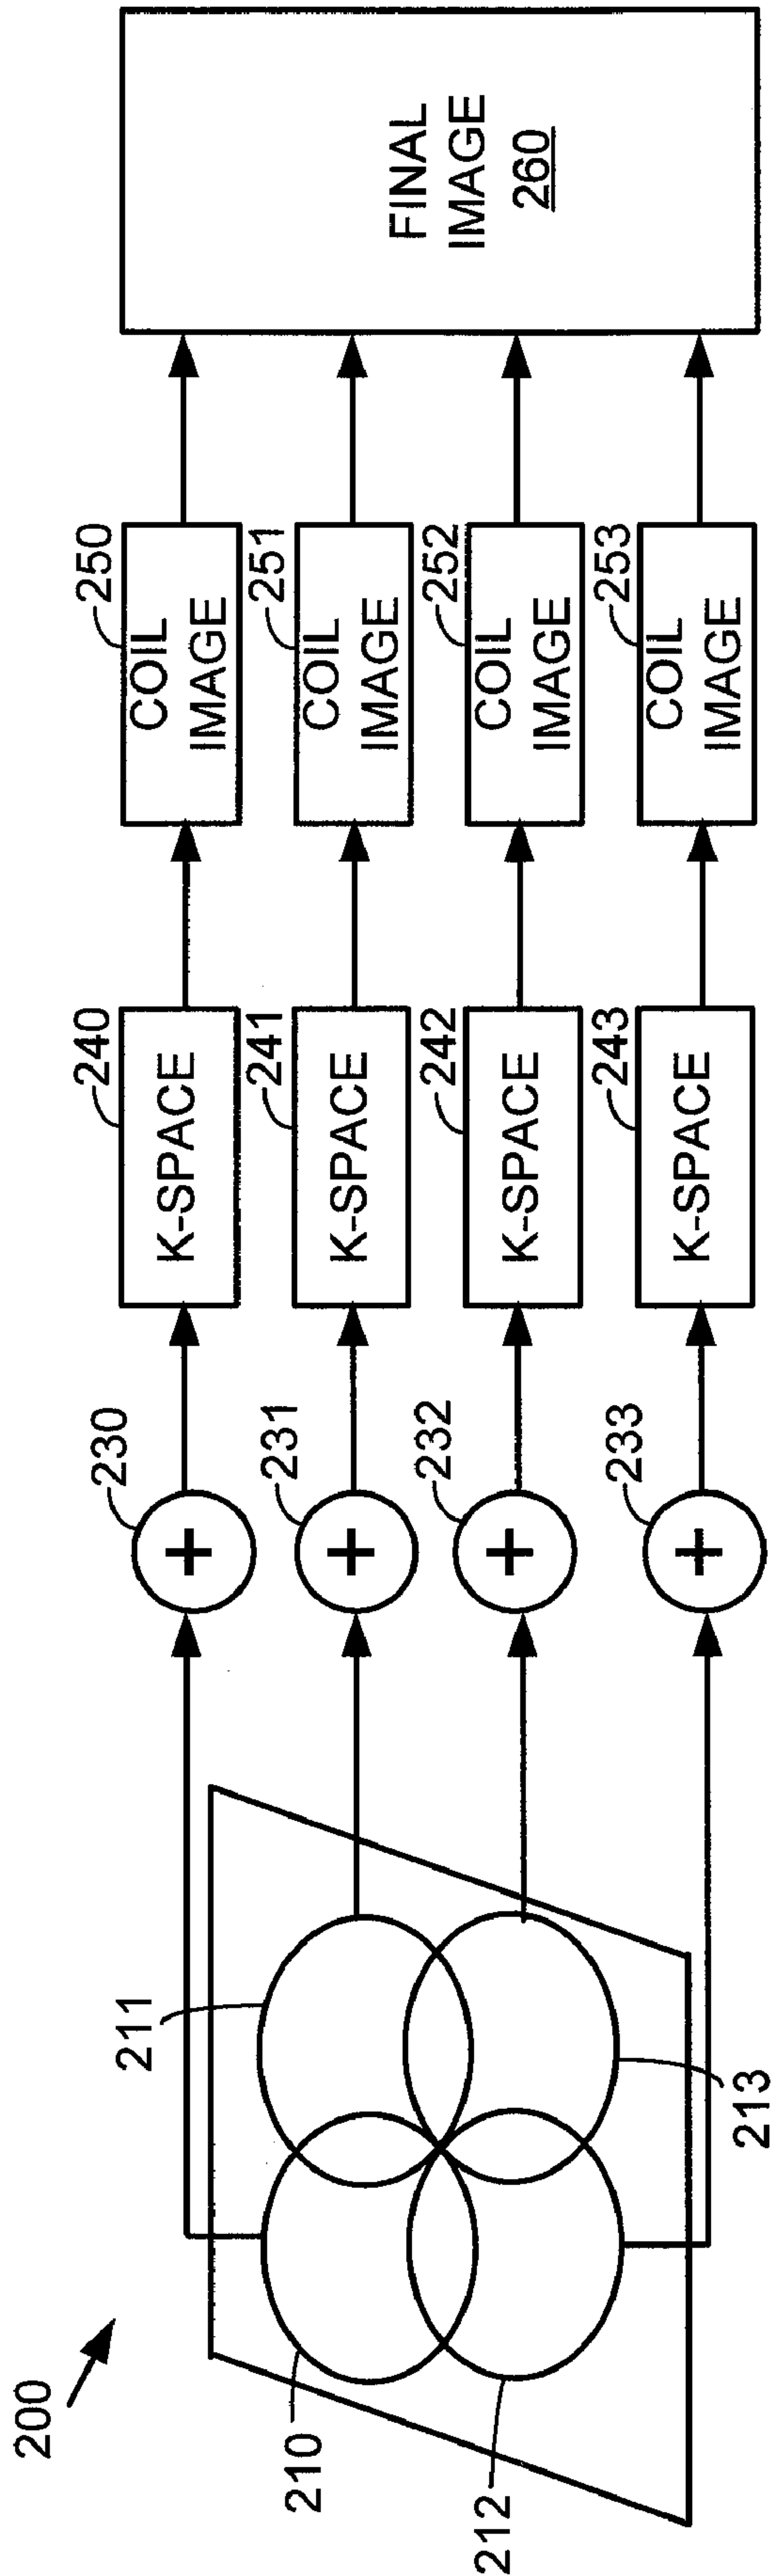 200
210
211
212
213
230
+
231
+
232
+
233
+
240
K-SPACE
241
K-SPACE
242
K-SPACE
243
K-SPACE
250
COIL
IMAGE
251
COIL
IMAGE
252
COIL
IMAGE
253
COIL
IMAGE
FINAL
IMAGE
260